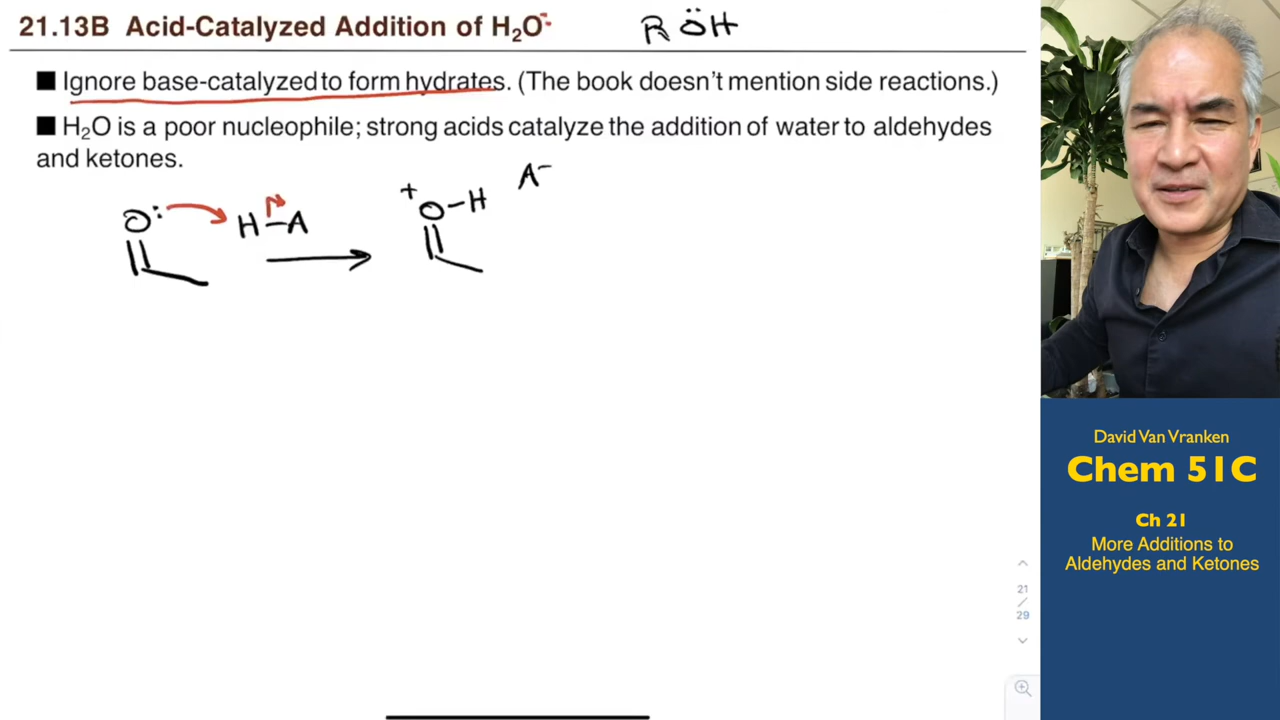 21.13B Acid-Catalyzed Addition of H₂O
RÖH
■ Ignore base-catalyzed to form hydrates. (The book doesn't mention side reactions.)
■ H₂O is a poor nucleophile; strong acids catalyze the addition of water to aldehydes
and ketones.
O: H–A
+ O–H A⁻
David Van Vranken
Chem 51C
Ch 21
More Additions to
Aldehydes and Ketones
21
/
29